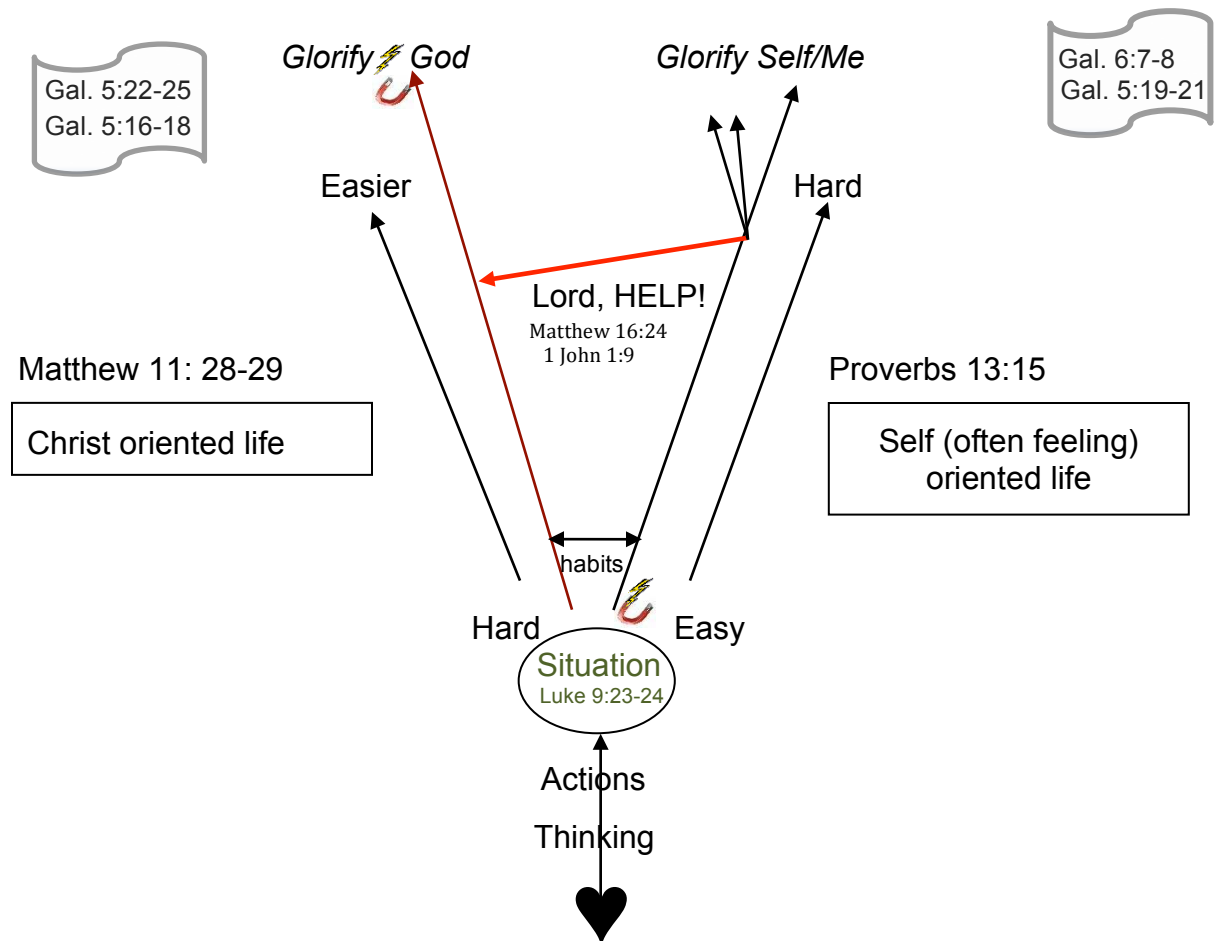 Glorify God
Glorify Self/Me
Gal. 5:22-25
Gal. 5:16-18
Gal. 6:7-8
Gal. 5:19-21
Easier
Hard
Lord, HELP!
Matthew 16:24
1 John 1:9
Matthew 11: 28-29
Christ oriented life
Proverbs 13:15
Self (often feeling)
oriented life
habits
Hard
Easy
Situation
Luke 9:23-24
Actions
Thinking